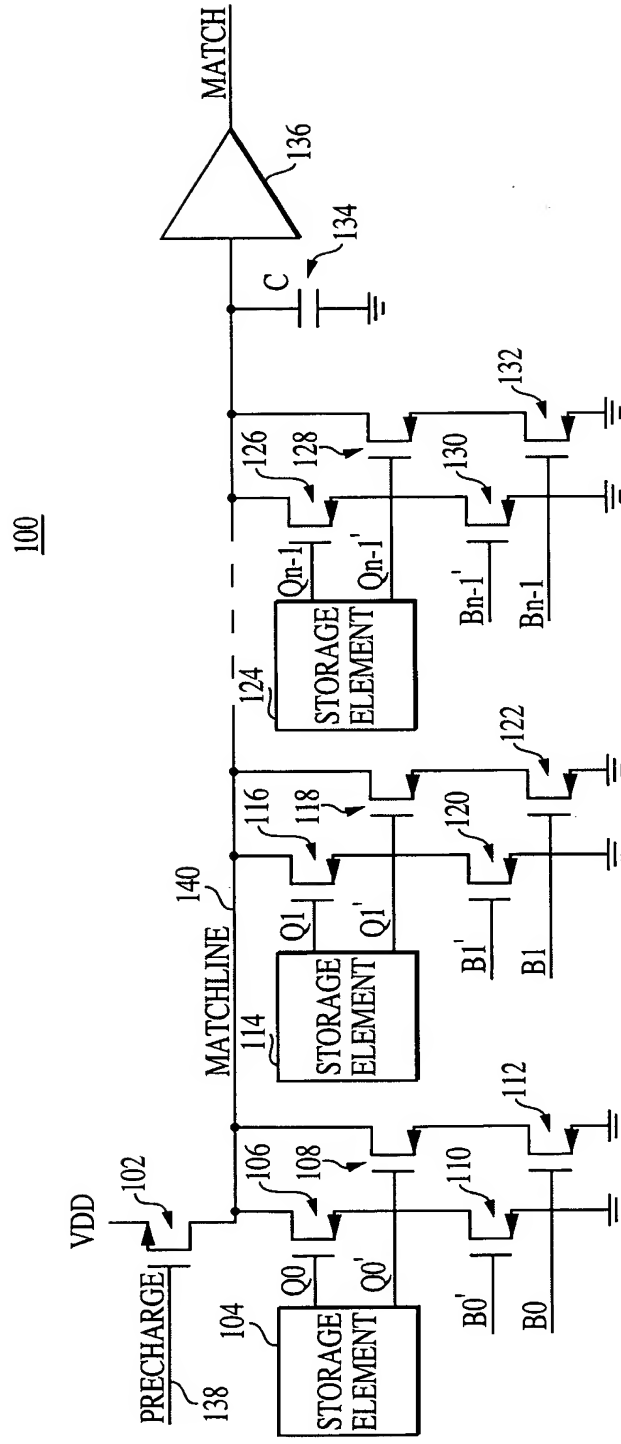 100
VDD
102
PRECHARGE
138
MATCHLINE
140
MATCH
136
C
134
104
STORAGE
ELEMENT
Q0
Q0'
106
108
110
112
B0'
B0
114
STORAGE
ELEMENT
Q1
Q1'
116
118
120
122
B1'
B1
124
STORAGE
ELEMENT
Qn-1
Qn-1'
126
128
130
132
Bn-1'
Bn-1